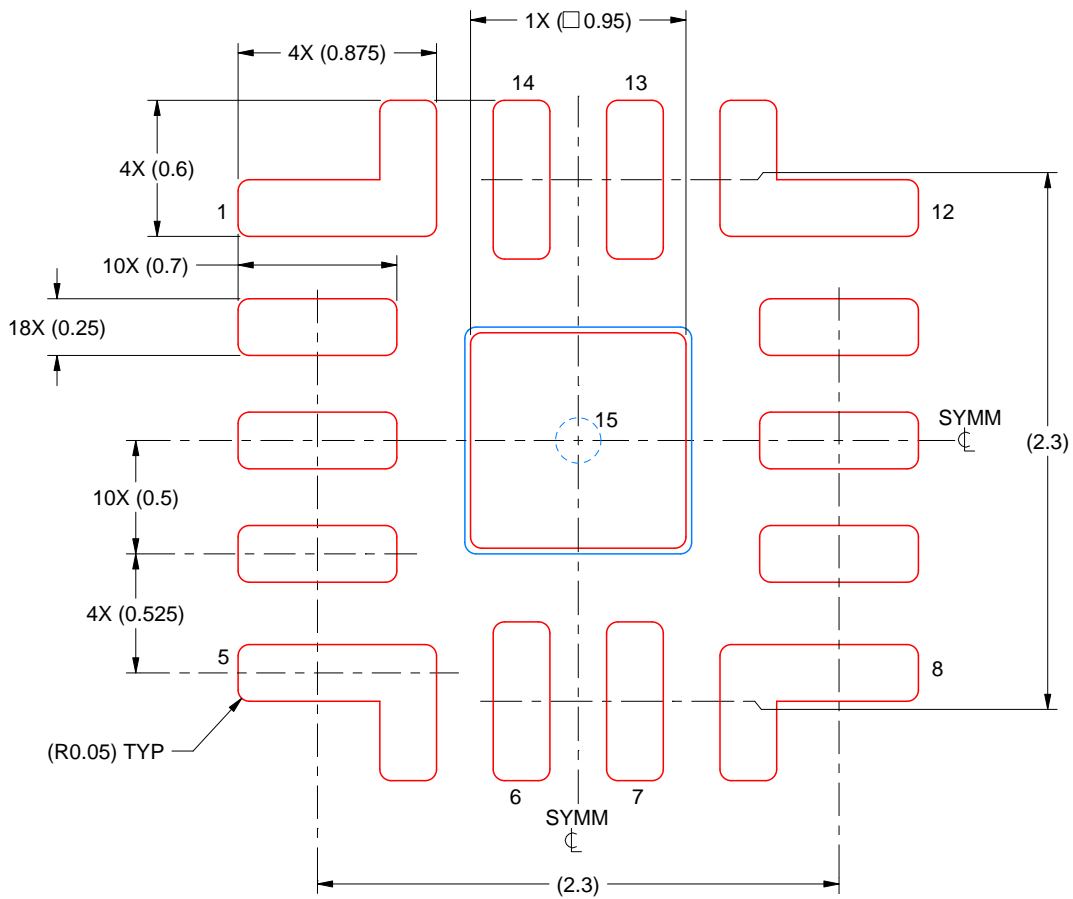 1X (□ 0.95)
4X (0.875)
14
13
4X (0.6)
1
12
10X (0.7)
18X (0.25)
15
SYMM
℄
(2.3)
10X (0.5)
4X (0.525)
5
8
(R0.05) TYP
6
7
SYMM
℄
(2.3)